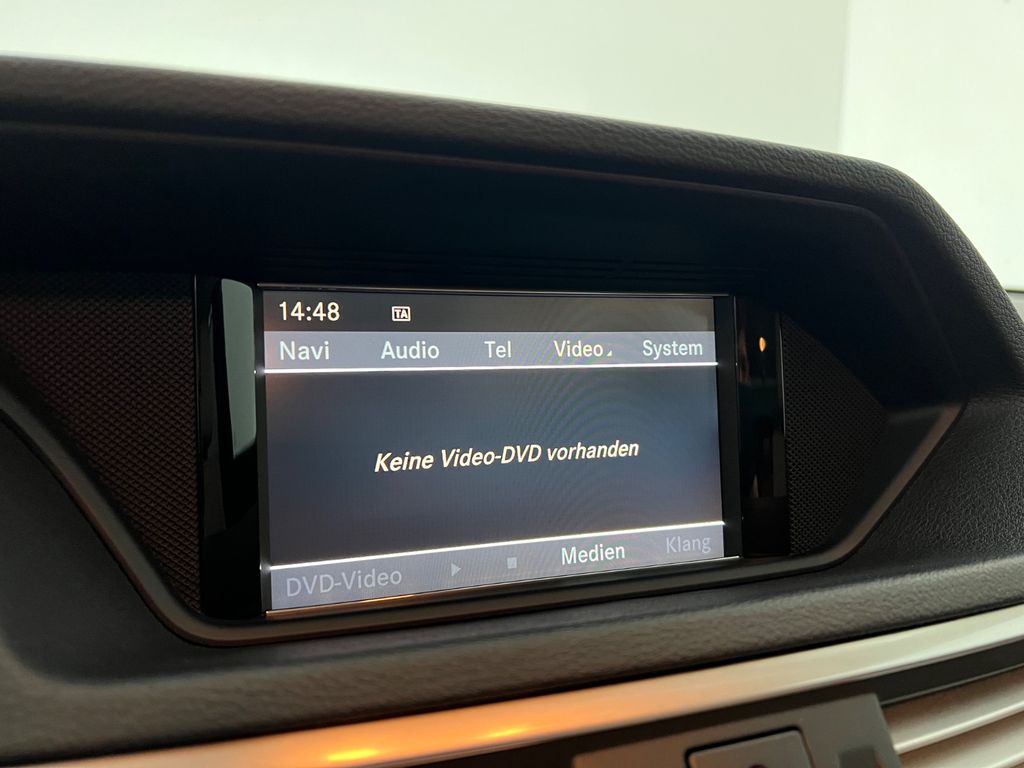 14:48 TA
Navi Audio Tel Video System
Keine Video-DVD vorhanden
DVD-Video Medien Klang